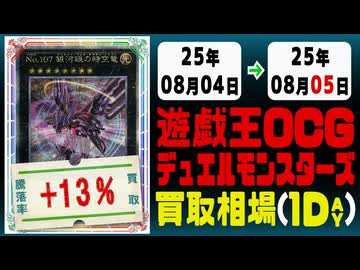 No.107 銀河眼の時空竜
光
騰落率
+13%
買取
25年
08月04日
25年
08月05日
遊戯王OCG
デュエルモンスターズ
買取相場(1D)